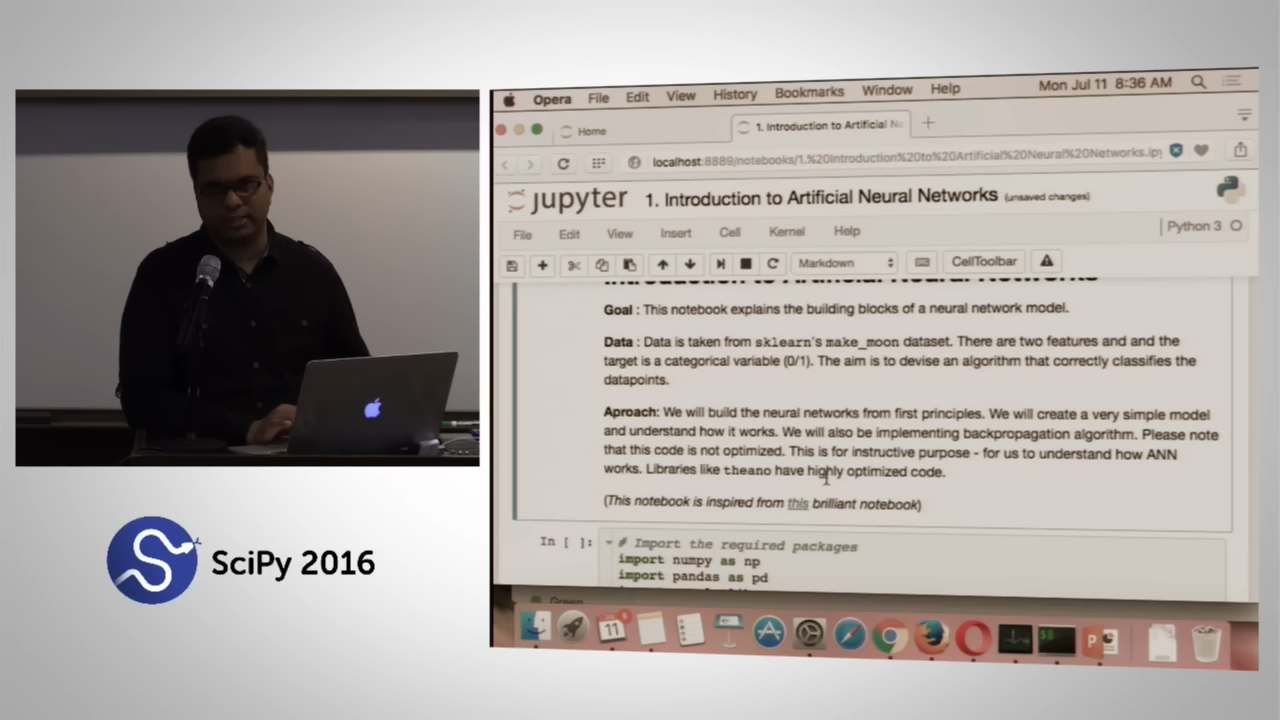 Opera File Edit View History Bookmarks Window Help Mon Jul 11 8:36 AM
Home
1. Introduction to Artificial Ne
localhost:8889/notebooks/1.%20Introduction%20to%20Artificial%20Neural%20Networks.ipy
jupyter 1. Introduction to Artificial Neural Networks (unsaved changes)
File Edit View Insert Cell Kernel Help Python 3
Markdown CellToolbar
Introduction to Artificial Neural Networks
Goal : This notebook explains the building blocks of a neural network model.
Data : Data is taken from sklearn's make_moon dataset. There are two features and and the
target is a categorical variable (0/1). The aim is to devise an algorithm that correctly classifies the
datapoints.
Aproach: We will build the neural networks from first principles. We will create a very simple model
and understand how it works. We will also be implementing backpropagation algorithm. Please note
that this code is not optimized. This is for instructive purpose - for us to understand how ANN
works. Libraries like theano have highly optimized code.
(This notebook is inspired from this brilliant notebook)
In [ ]: # Import the required packages
import numpy as np
import pandas as pd
11
SciPy 2016